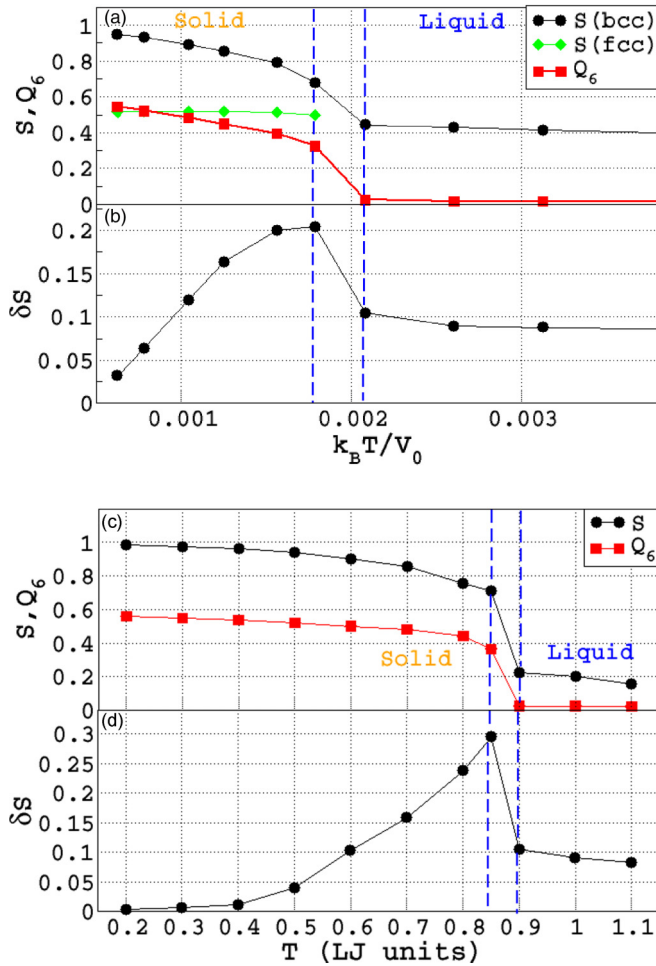 (a) Solid Liquid
S(bcc)
S(fcc)
Q6
1
0.8
0.6
0.4
0.2
0
S,Q6
(b)
0.2
0.15
0.1
0.05
0
δS
0.001 0.002 0.003
kBT/V0
(c)
S
Q6
1
0.8
0.6
0.4
0.2
0
S,Q6
Solid Liquid
(d)
0.3
0.25
0.2
0.15
0.1
0.05
0
δS
0.2 0.3 0.4 0.5 0.6 0.7 0.8 0.9 1 1.1
T (LJ units)